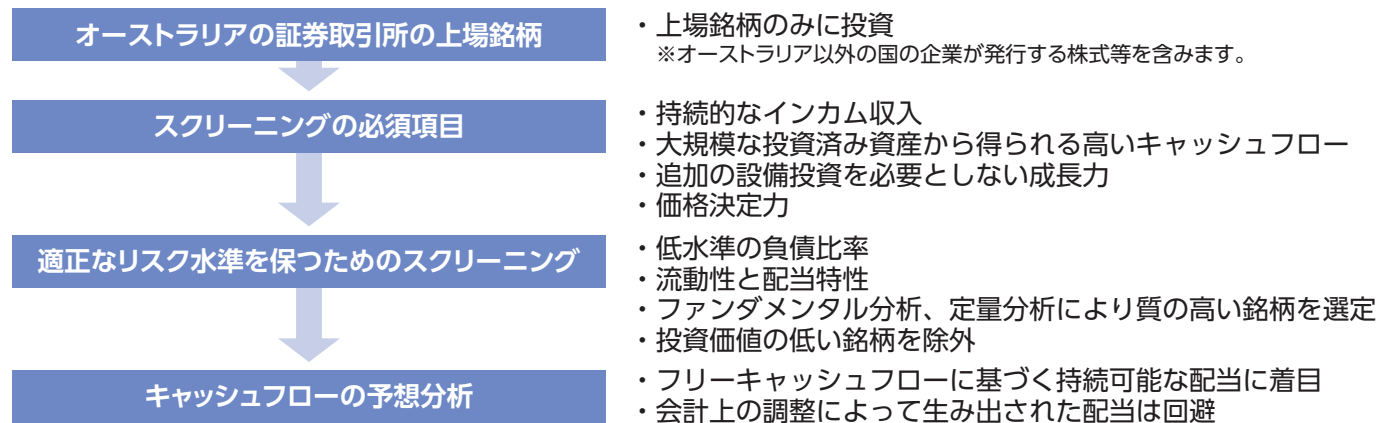 オーストラリアの証券取引所の上場銘柄
・上場銘柄のみに投資
※オーストラリア以外の国の企業が発行する株式等を含みます。
スクリーニングの必須項目
・持続的なインカム収入
・大規模な投資済み資産から得られる高いキャッシュフロー
・追加の設備投資を必要としない成長力
・価格決定力
適正なリスク水準を保つためのスクリーニング
・低水準の負債比率
・流動性と配当特性
・ファンダメンタル分析、定量分析により質の高い銘柄を選定
・投資価値の低い銘柄を除外
キャッシュフローの予想分析
・フリーキャッシュフローに基づく持続可能な配当に着目
・会計上の調整によって生み出された配当は回避